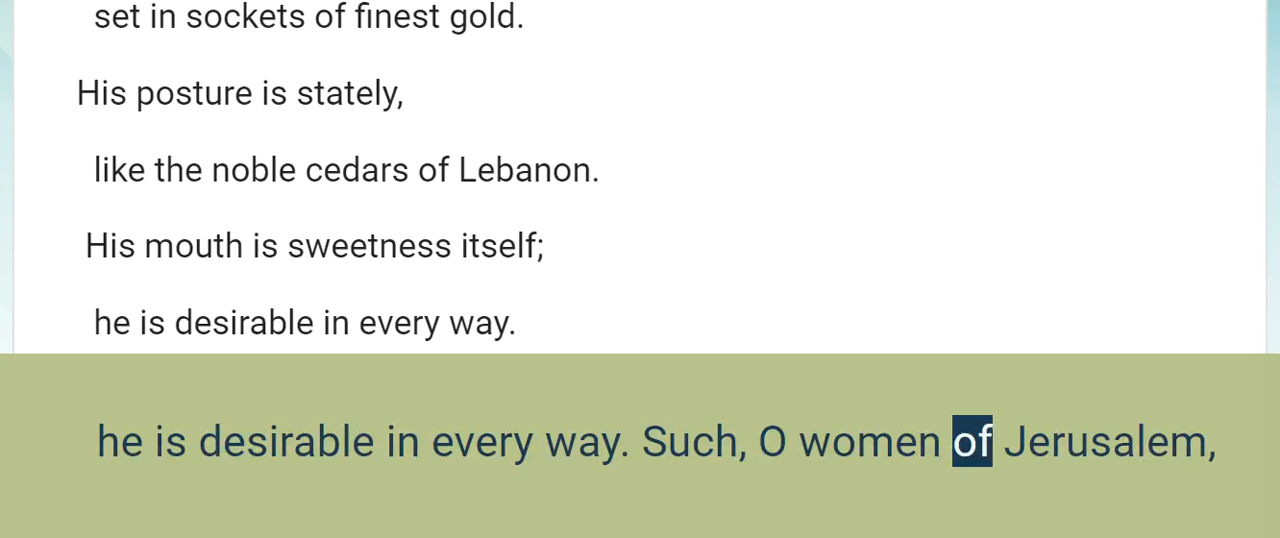 set in sockets of finest gold.
His posture is stately,
like the noble cedars of Lebanon.
His mouth is sweetness itself;
he is desirable in every way.
he is desirable in every way. Such, O women of Jerusalem,